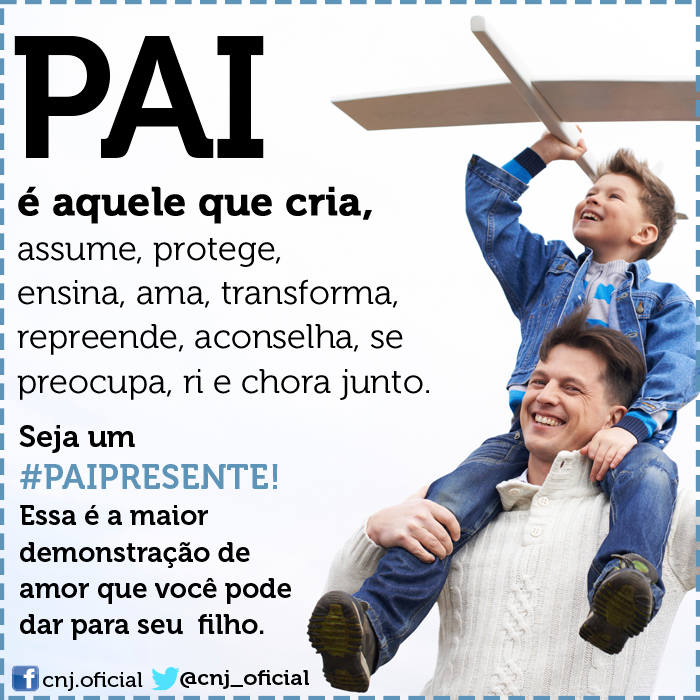 PAI
é aquele que cria,
assume, protege,
ensina, ama, transforma,
repreende, aconselha, se
preocupa, ri e chora junto.
Seja um
#PAIPRESENTE!
Essa é a maior
demonstração de
amor que você pode
dar para seu filho.
f cnj.oficial @cnj_oficial